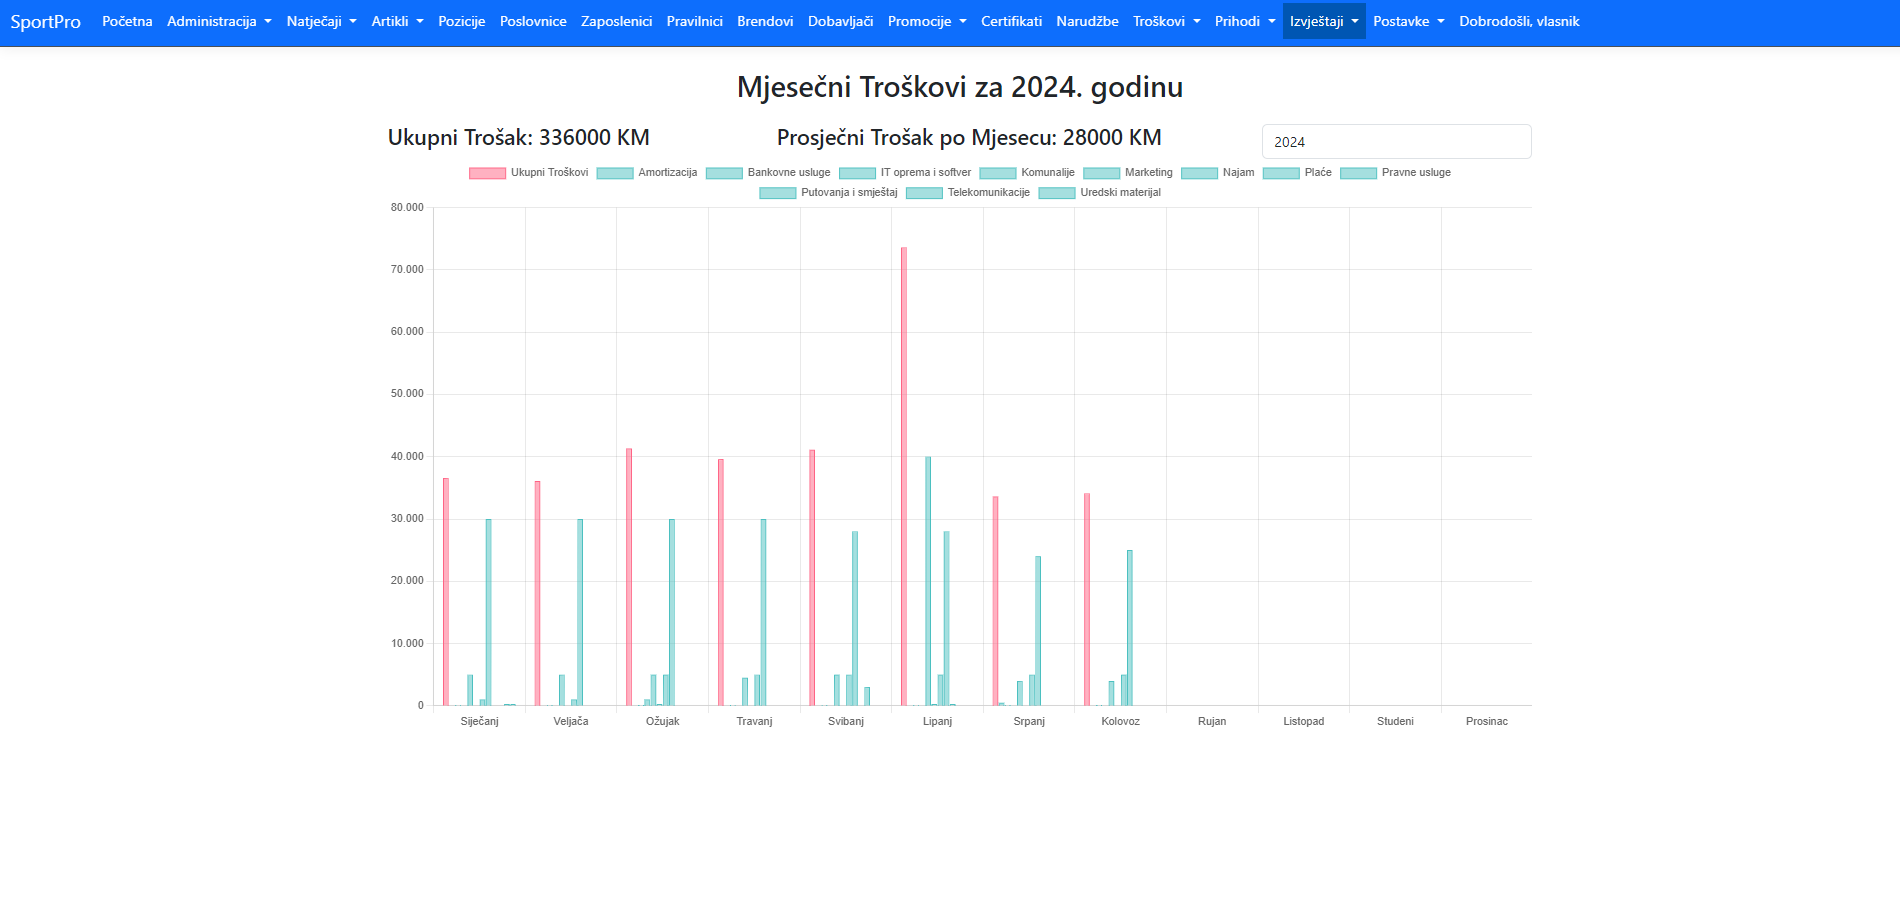 SportPro Početna Administracija Natječaji Artikli Pozicije Poslovnice Zaposlenici Pravilnici Brendovi Dobavljači Promocije Certifikati Narudžbe Troškovi Prihodi Izvještaji Postavke Dobrodošli, vlasnik
Mjesečni Troškovi za 2024. godinu
Ukupni Trošak: 336000 KM Prosječni Trošak po Mjesecu: 28000 KM 2024
Ukupni Troškovi Amortizacija Bankovne usluge IT oprema i softver Komunalije Marketing Najam Plaće Pravne usluge
Putovanja i smještaj Telekomunikacije Uredski materijal
80.000
70.000
60.000
50.000
40.000
30.000
20.000
10.000
0
Siječanj Veljača Ožujak Travanj Svibanj Lipanj Srpanj Kolovoz Rujan Listopad Studeni Prosinac